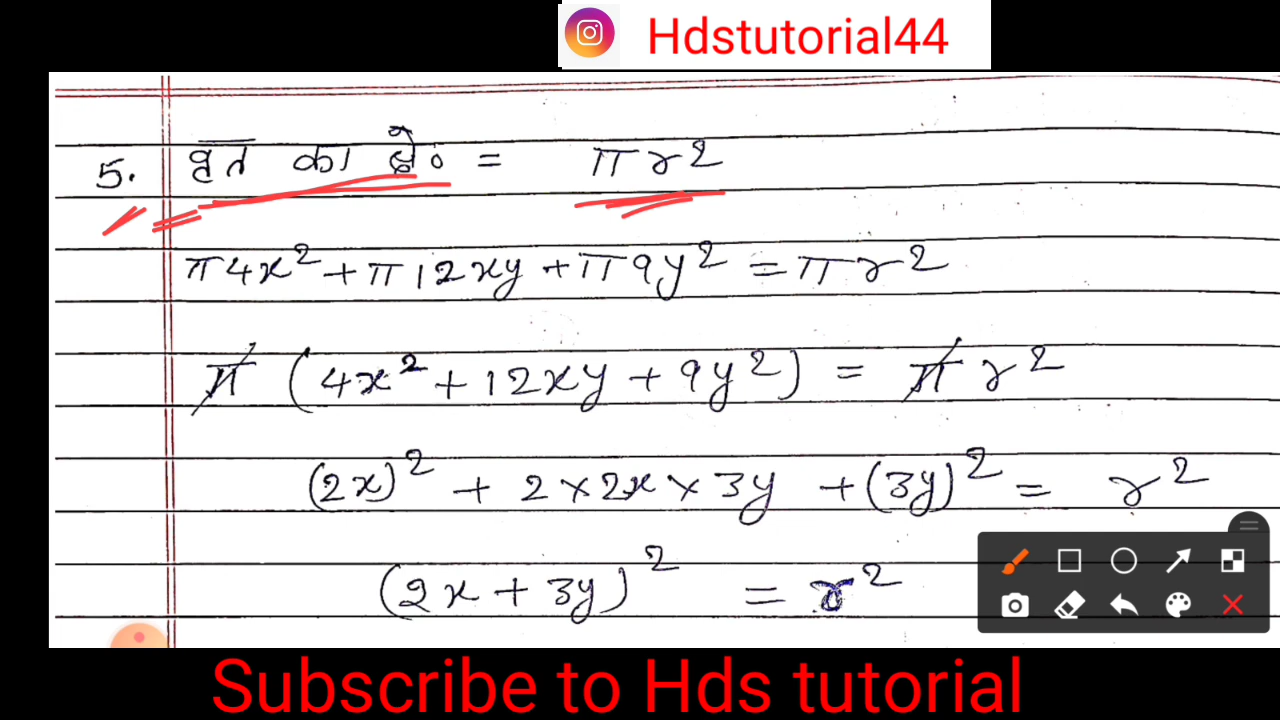 Hdstutorial44
5. वृत का क्षे० = πr²
π4x² + π12xy + π9y² = πr²
π (4x² + 12xy + 9y²) = π r²
(2x)² + 2 × 2x × 3y + (3y)² = r²
(2x + 3y)² = r²
Subscribe to Hds tutorial